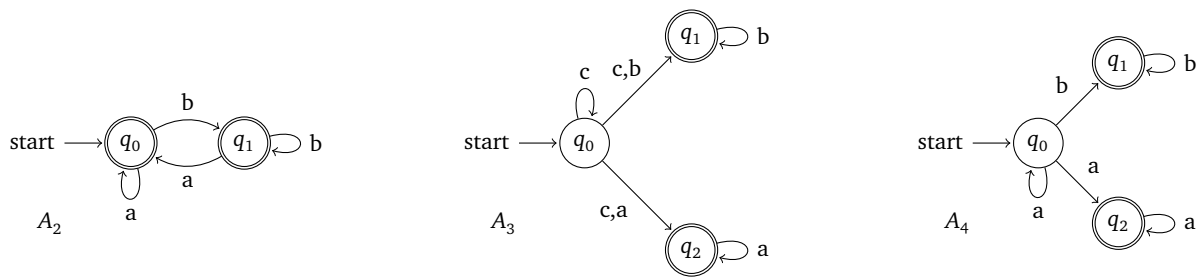 start q0 b q1 b a a A2
start q0 c c,b q1 b c,a q2 a A3
start q0 a b q1 b a q2 a A4